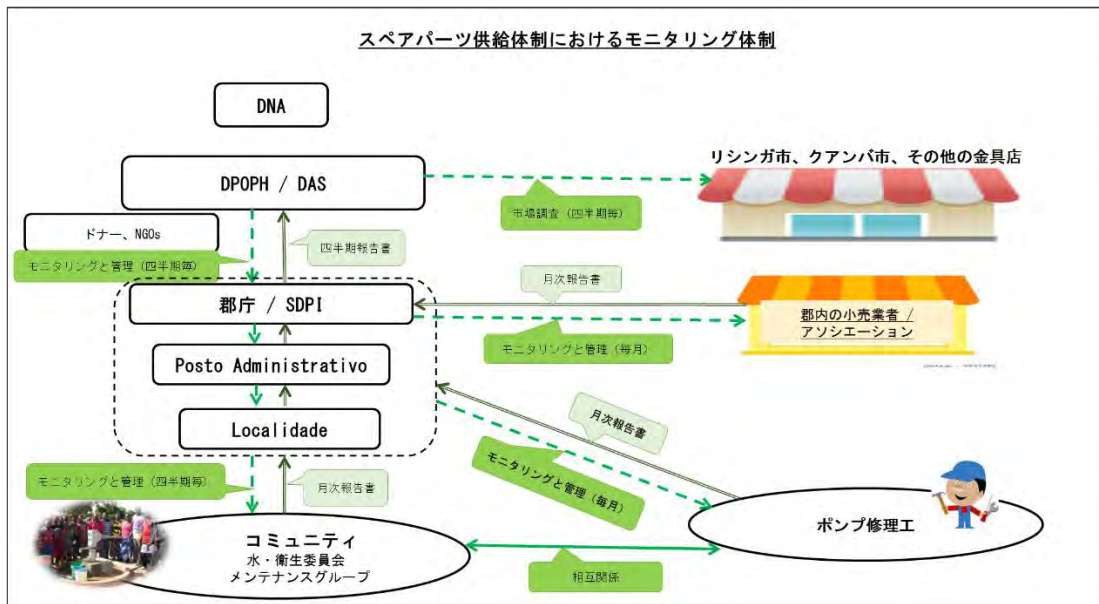 スペアパーツ供給体制におけるモニタリング体制
DNA
DPOPH / DAS
リシンガ市、クアンバ市、その他の金具店
市場調査（四半期毎）
ドナー、NGOs
四半期報告書
モニタリングと管理（四半期毎）
月次報告書
郡庁 / SDPI
郡内の小売業者 /
アソシエーション
モニタリングと管理（毎月）
Posto Administrativo
月次報告書
Localidade
モニタリングと管理（毎月）
モニタリングと管理（四半期毎）
月次報告書
ポンプ修理工
コミュニティ
水・衛生委員会
メンテナンスグループ
相互関係